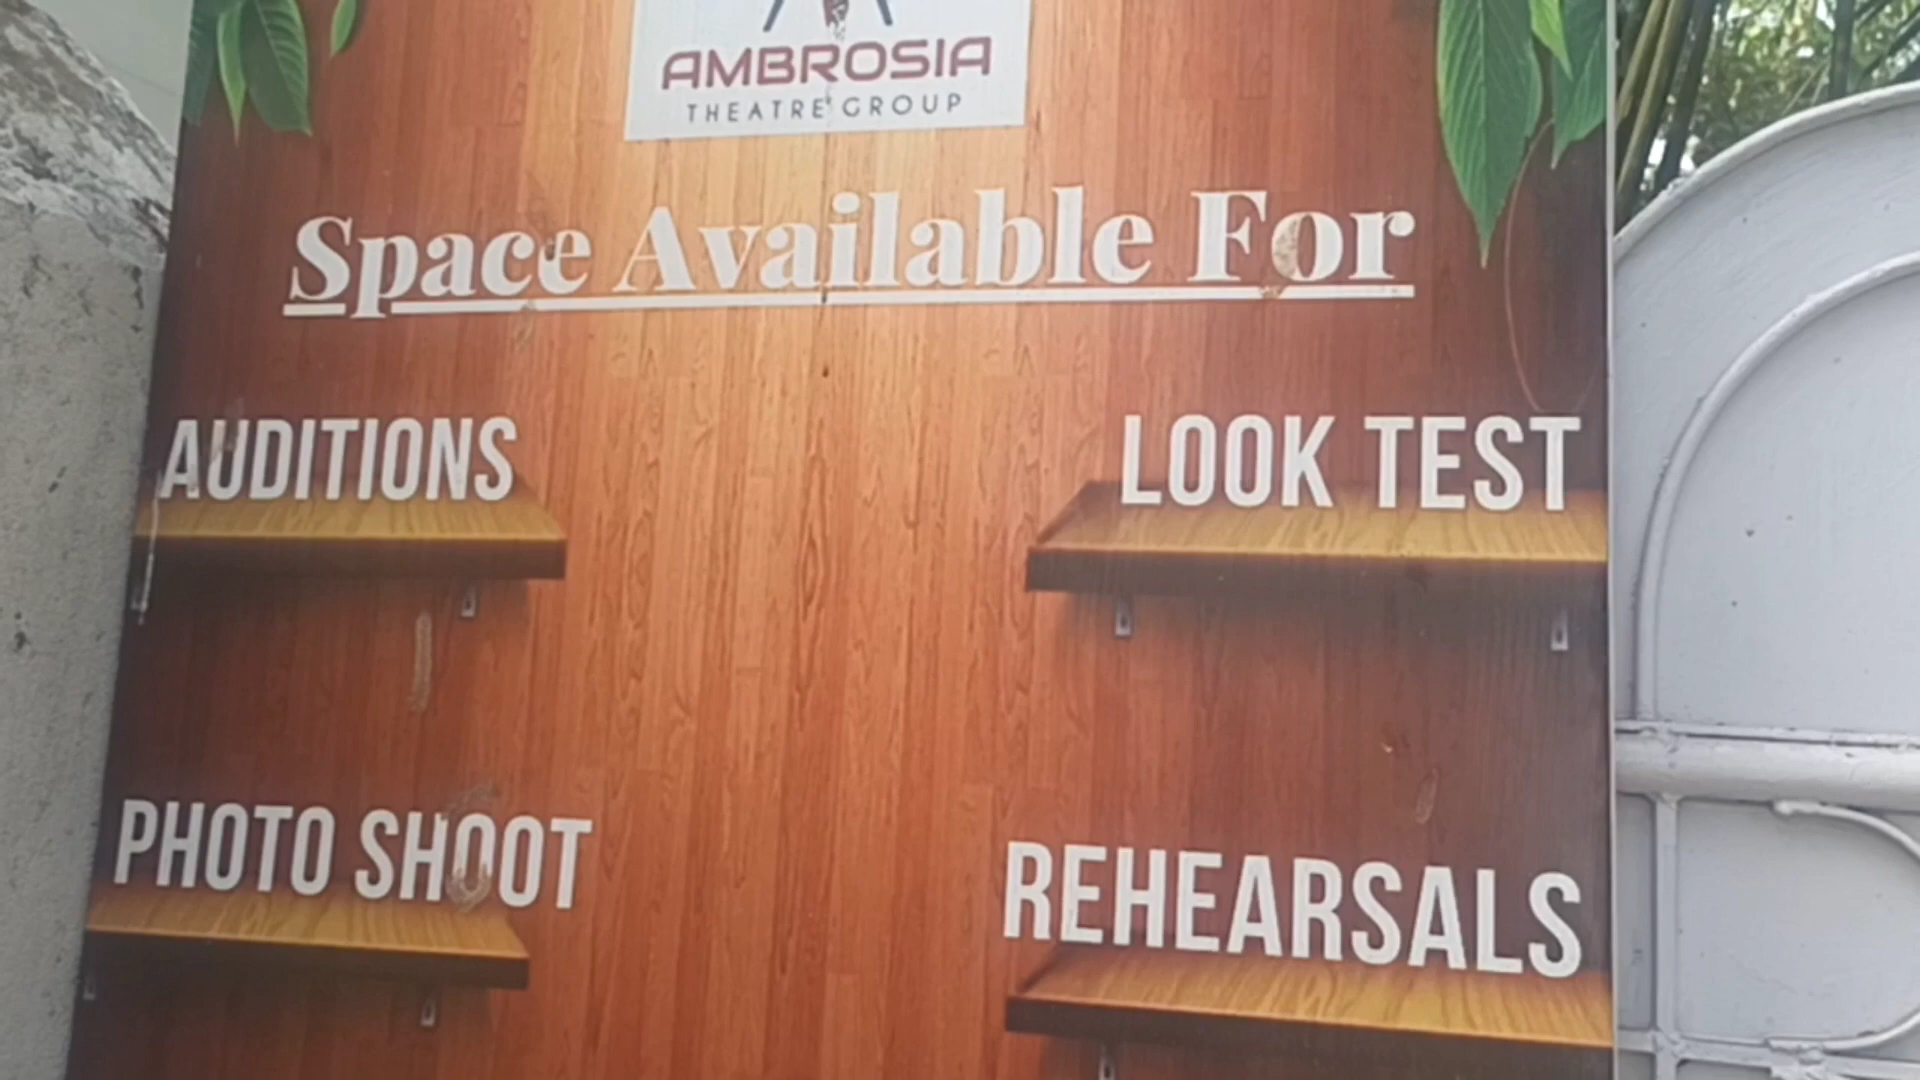 AMBROSIA
THEATRE GROUP
Space Available For
AUDITIONS
LOOK TEST
PHOTO SHOOT
REHEARSALS